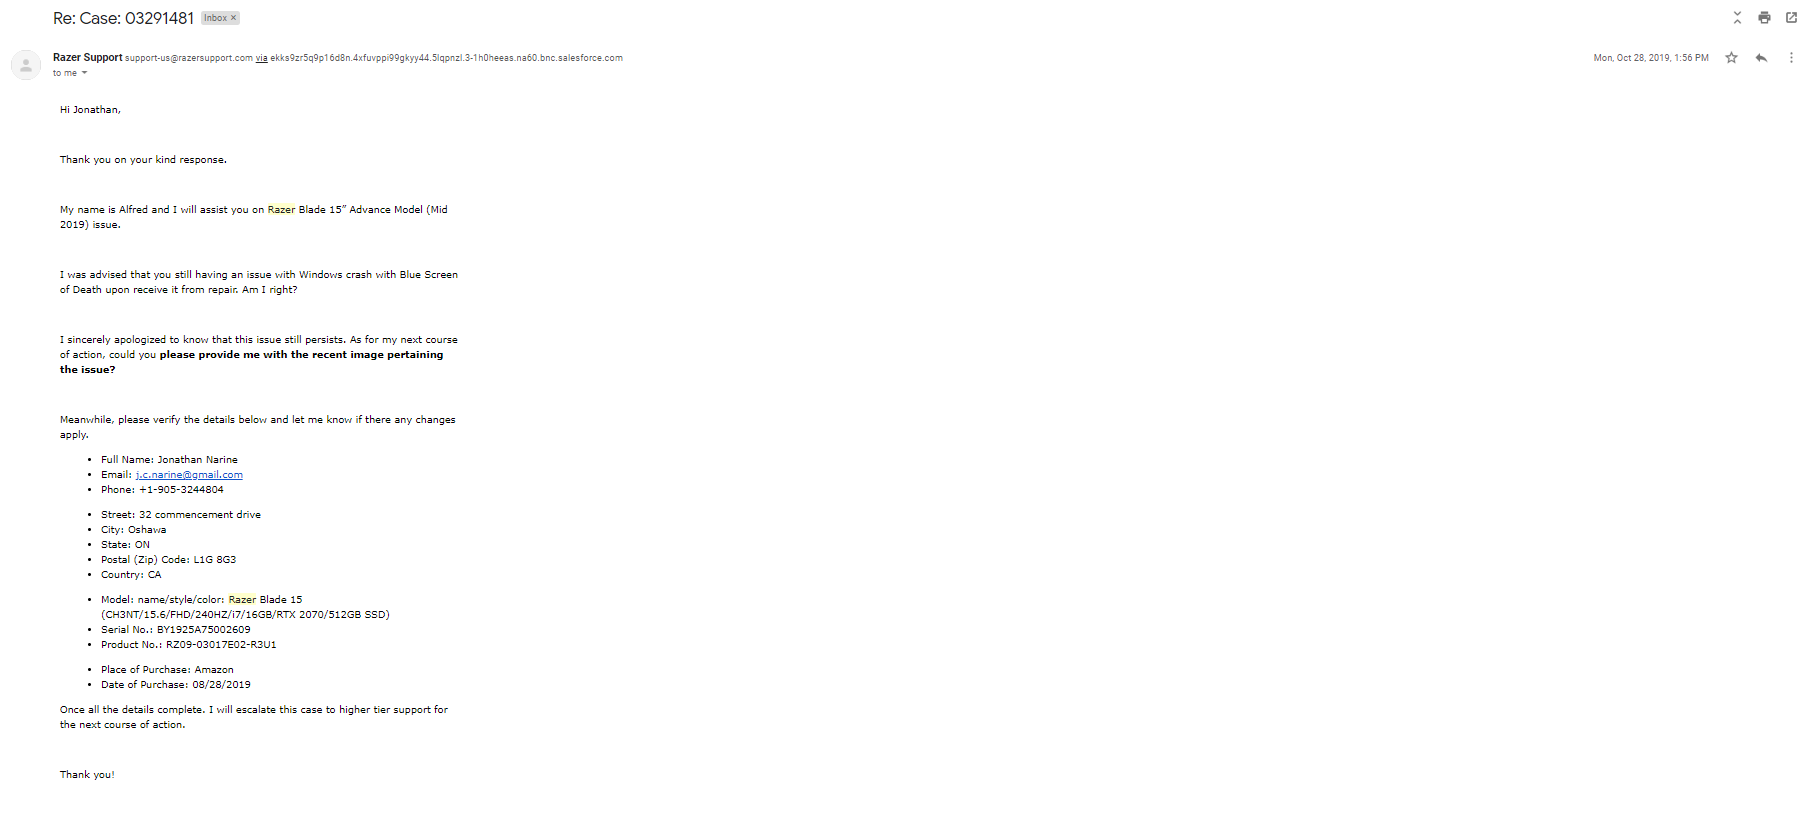 Re: Case: 03291481 Inbox ×
Razer Support support-us@razersupport.com via ekks9zr5q9p16d8n.4xfuvppi99gkyy44.5lqpnzl.3-1h0heeas.na60.bnc.salesforce.com
Mon, Oct 28, 2019, 1:56 PM
to me
Hi Jonathan,
Thank you on your kind response.
My name is Alfred and I will assist you on Razer Blade 15” Advance Model (Mid
2019) issue.
I was advised that you still having an issue with Windows crash with Blue Screen
of Death upon receive it from repair. Am I right?
I sincerely apologized to know that this issue still persists. As for my next course
of action, could you please provide me with the recent image pertaining
the issue?
Meanwhile, please verify the details below and let me know if there any changes
apply.
• Full Name: Jonathan Narine
• Email: j.c.narine@gmail.com
• Phone: +1-905-3244804
• Street: 32 commencement drive
• City: Oshawa
• State: ON
• Postal (Zip) Code: L1G 8G3
• Country: CA
• Model: name/style/color: Razer Blade 15
(CH3NT/15.6/FHD/240HZ/i7/16GB/RTX 2070/512GB SSD)
• Serial No.: BY1925A75002609
• Product No.: RZ09-03017E02-R3U1
• Place of Purchase: Amazon
• Date of Purchase: 08/28/2019
Once all the details complete. I will escalate this case to higher tier support for
the next course of action.
Thank you!